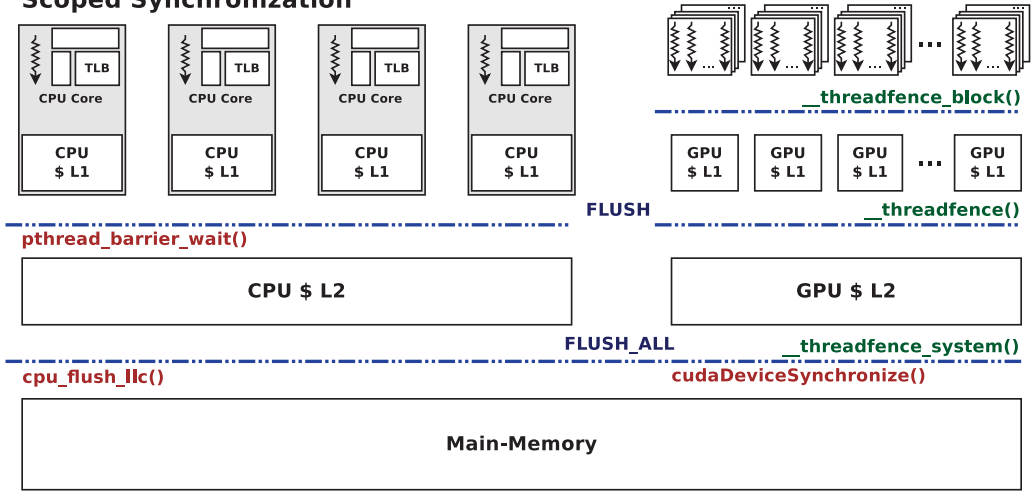 Scoped Synchronization
TLB TLB TLB TLB
CPU Core CPU Core CPU Core CPU Core
... ... ... ... ...
__threadfence_block()
CPU CPU CPU CPU GPU GPU GPU ... GPU
$ L1 $ L1 $ L1 $ L1 $ L1 $ L1 $ L1 $ L1
FLUSH __threadfence()
pthread_barrier_wait()
CPU $ L2 GPU $ L2
FLUSH_ALL __threadfence_system()
cpu_flush_llc() cudaDeviceSynchronize()
Main-Memory